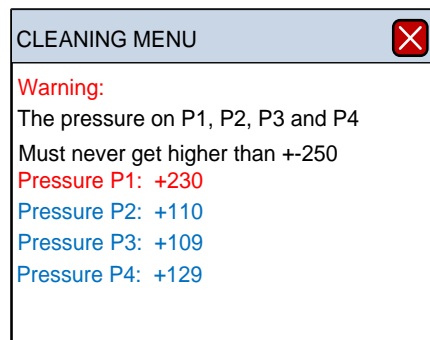 CLEANING MENU
Warning:
The pressure on P1, P2, P3 and P4
Must never get higher than +-250
Pressure P1: +230
Pressure P2: +110
Pressure P3: +109
Pressure P4: +129